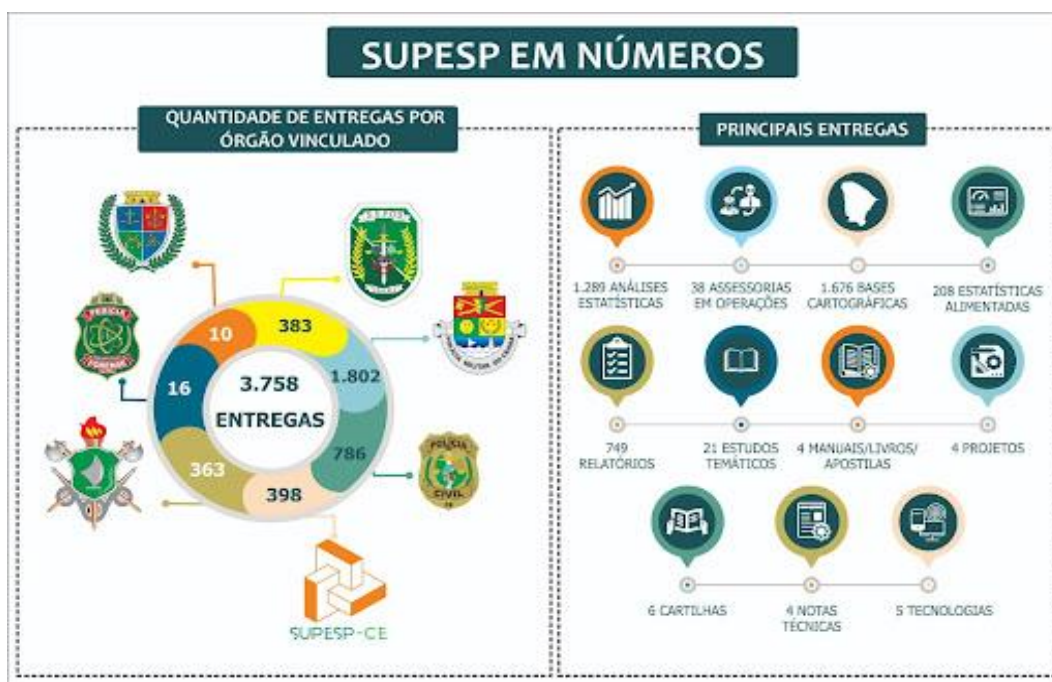 SUPESP EM NÚMEROS
QUANTIDADE DE ENTREGAS POR
ÓRGÃO VINCULADO
10
383
16
1.802
3.758
ENTREGAS
363
786
398
PERÍCIA
FORENSE
POLÍCIA
CIVIL
SUPESP-CE
PRINCIPAIS ENTREGAS
1.289 ANÁLISES
ESTATÍSTICAS
38 ASSESSORIAS
EM OPERAÇÕES
1.676 BASES
CARTOGRÁFICAS
208 ESTATÍSTICAS
ALIMENTADAS
749
RELATÓRIOS
21 ESTUDOS
TEMÁTICOS
4 MANUAIS/LIVROS/
APOSTILAS
4 PROJETOS
6 CARTILHAS
4 NOTAS
TÉCNICAS
5 TECNOLOGIAS